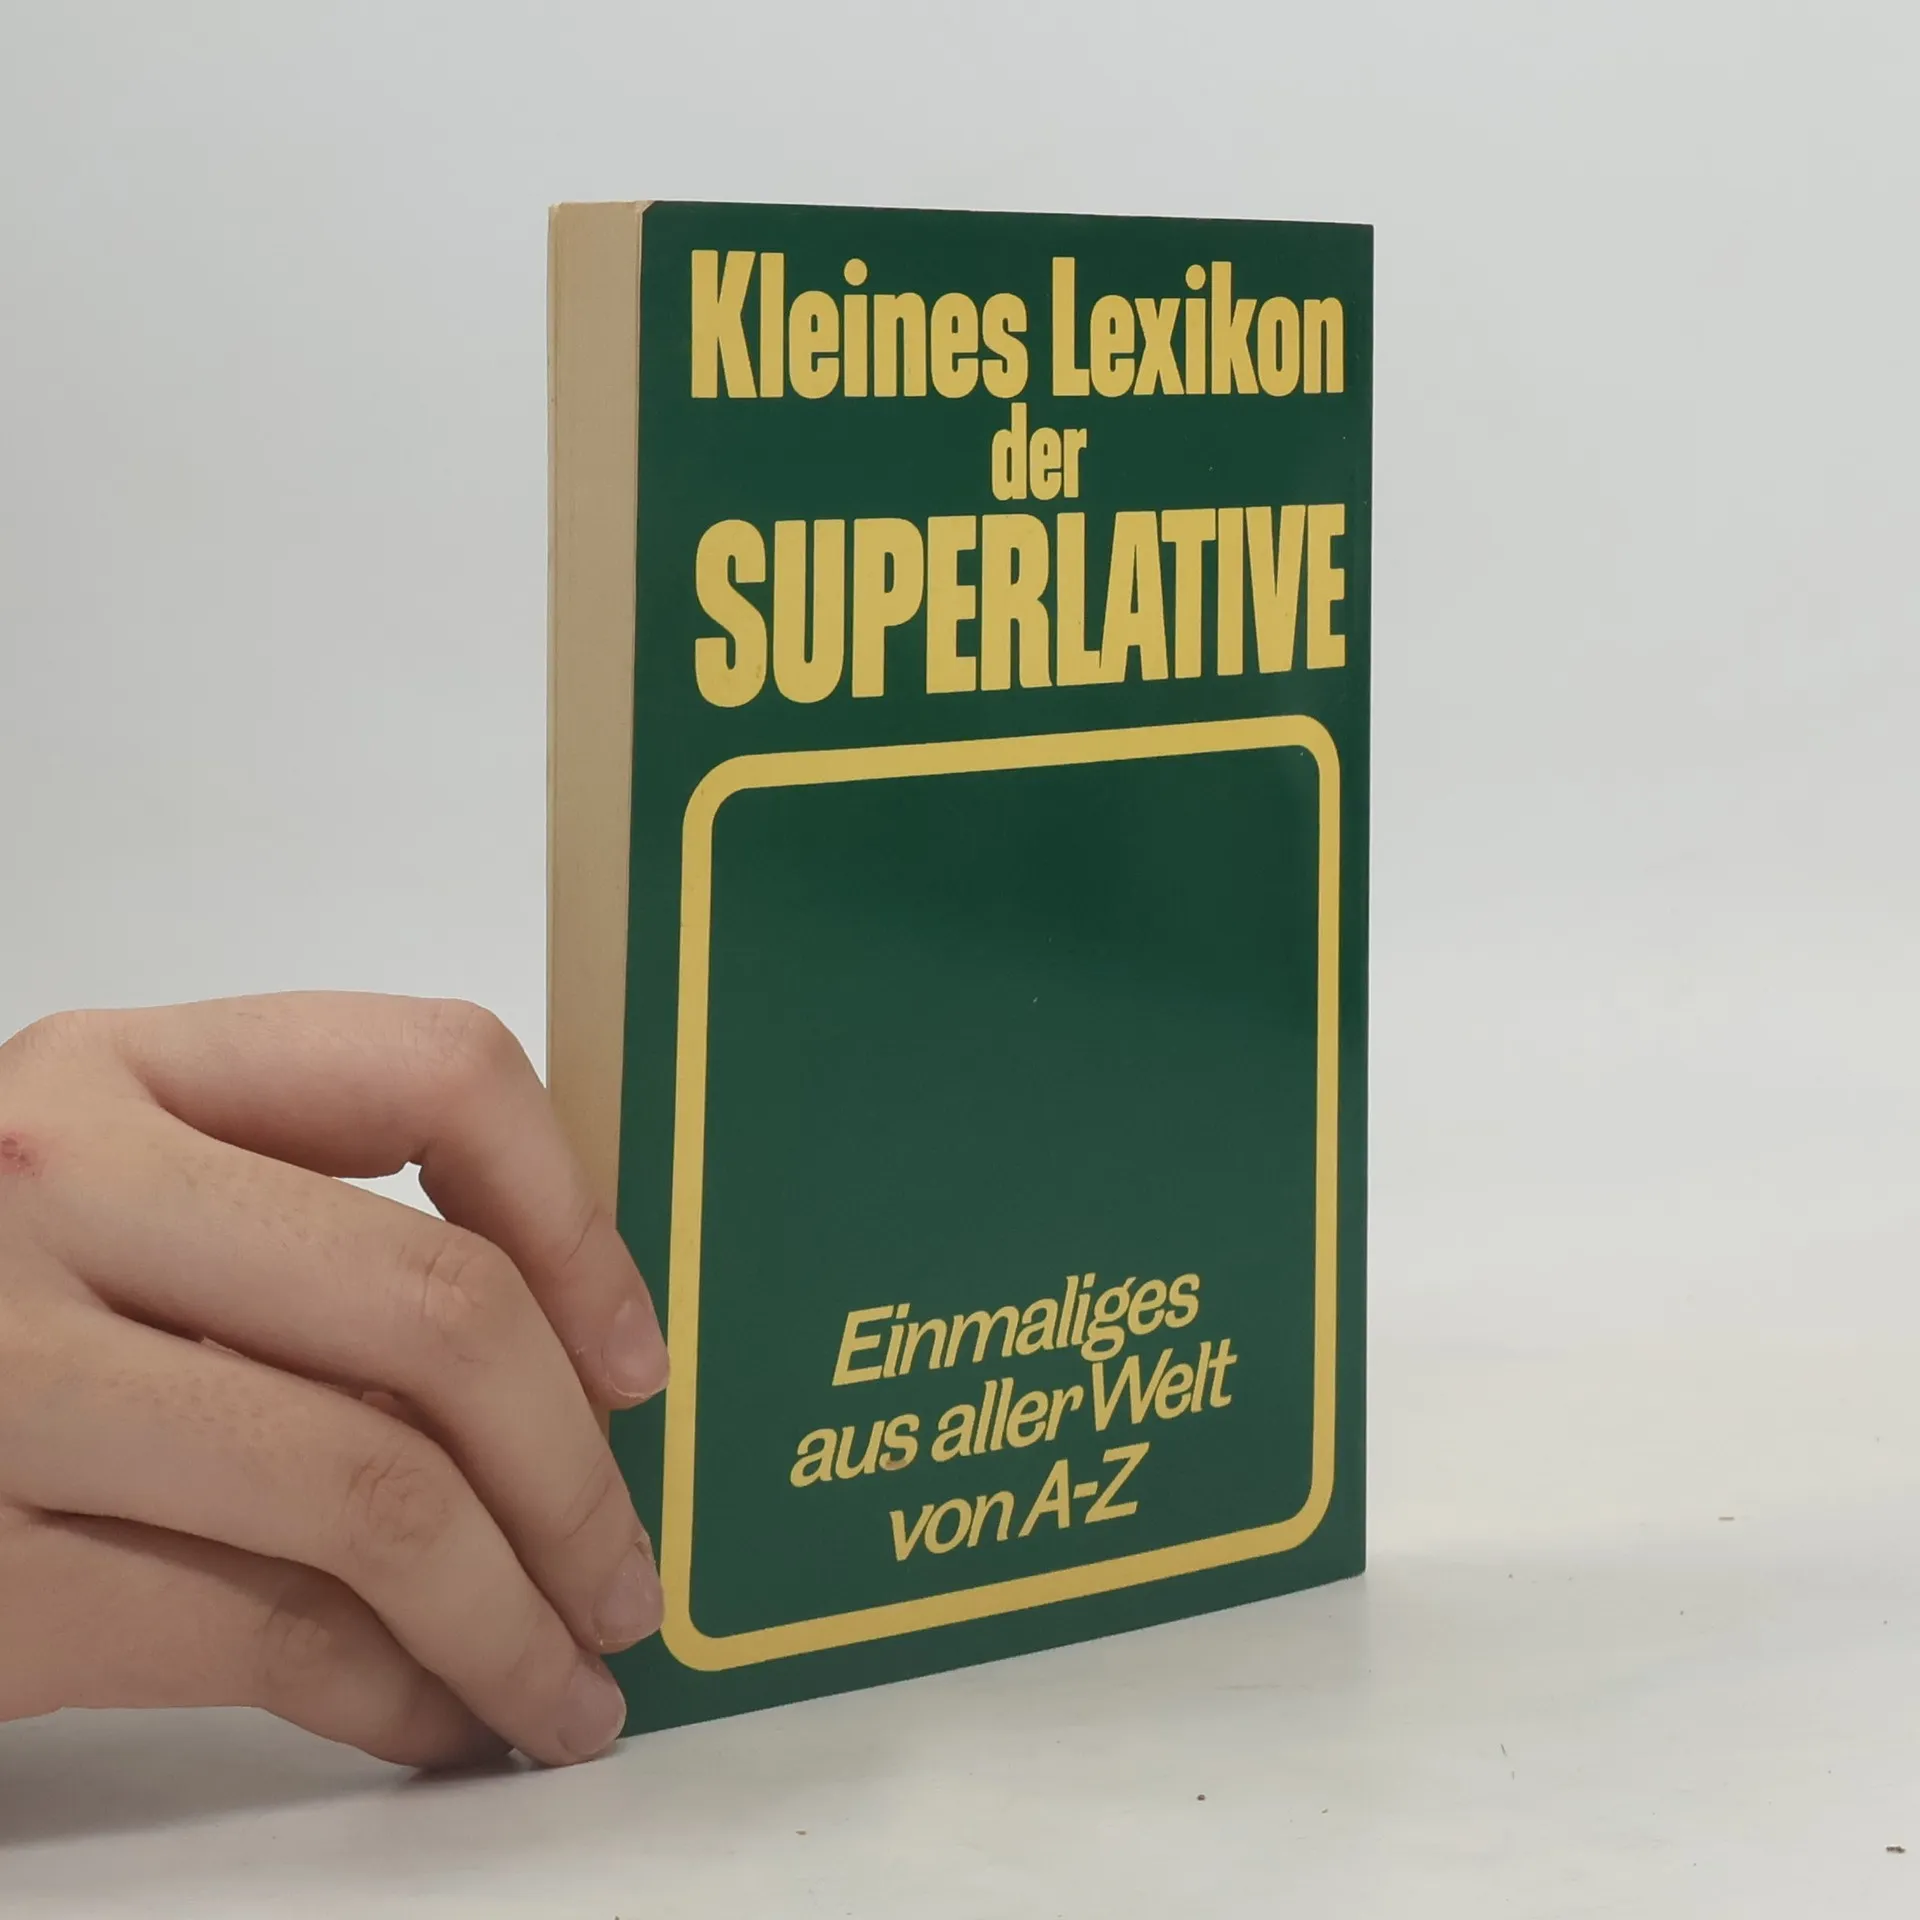 Kleines Lexikon
der
SUPERLATIVE
Einmaliges
aus aller Welt
von A-Z